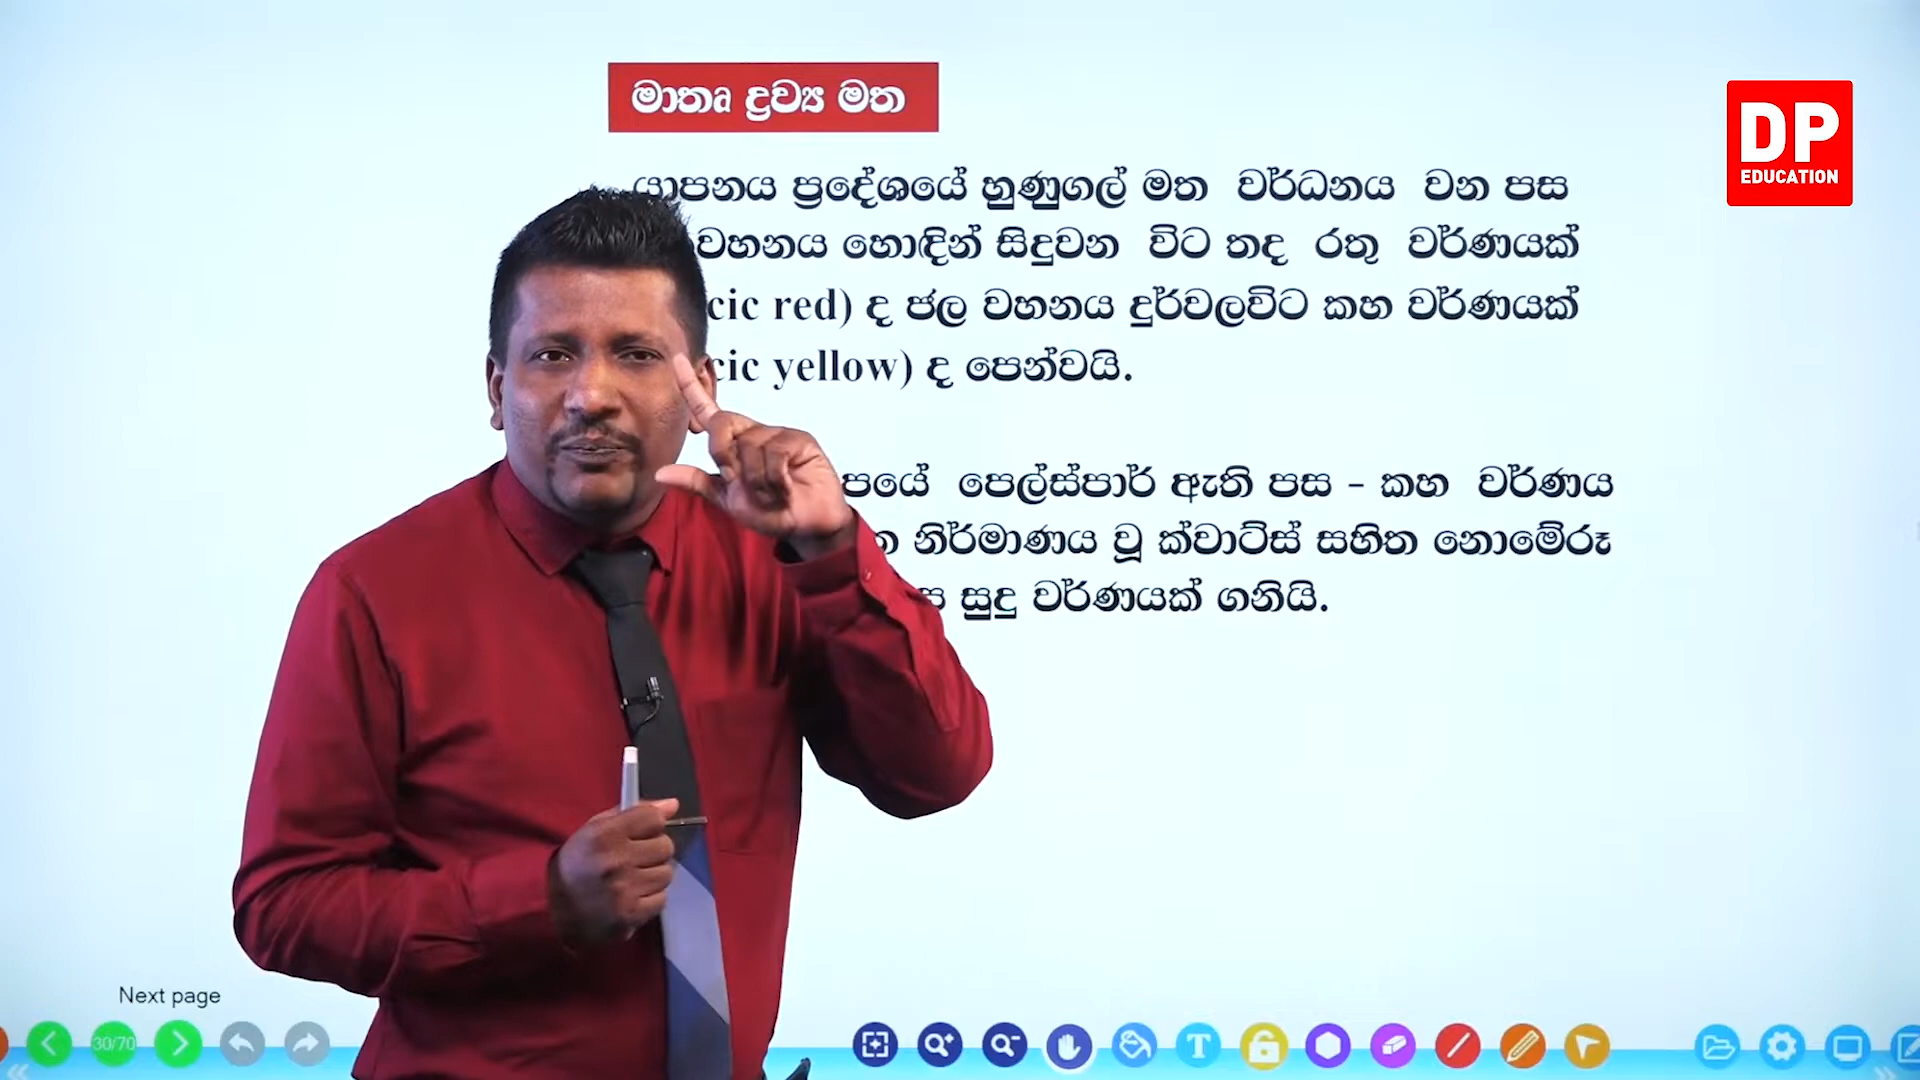 මාතෘ ද්‍රව්‍ය මත
DP
EDUCATION
යාපනය ප්‍රදේශයේ හුණුගල් මත වර්ධනය වන පස
වහනය හොඳින් සිදුවන විට තද රතු වර්ණයක්
cic red) ද ජල වහනය දුර්වලවිට කහ වර්ණයක්
cic yellow) ද පෙන්වයි.
පයේ පෙල්ස්පාර් ඇති පස - කහ වර්ණය
ත නිර්මාණය වූ ක්වාට්ස් සහිත නොමේරූ
ප සුදු වර්ණයක් ගනියි.
Next page
30/70
T